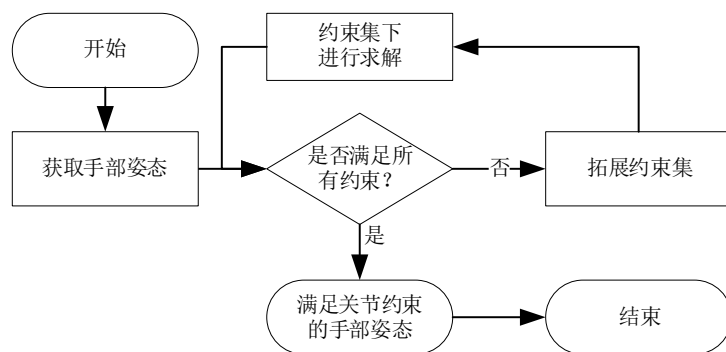 开始
约束集下
进行求解
获取手部姿态
是否满足所
有约束？
否
拓展约束集
是
满足关节约束
的手部姿态
结束